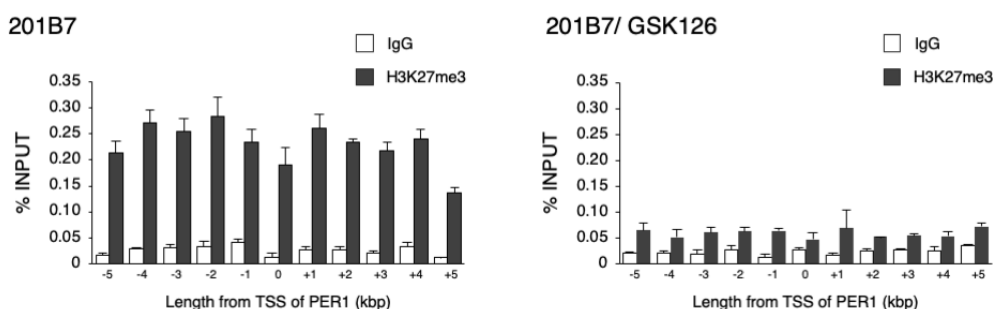 201B7
IgG
H3K27me3
0.35
0.30
0.25
0.20
0.15
0.10
0.05
0
% INPUT
-5 -4 -3 -2 -1 0 +1 +2 +3 +4 +5
Length from TSS of PER1 (kbp)
201B7/ GSK126
IgG
H3K27me3
0.35
0.30
0.25
0.20
0.15
0.10
0.05
0
% INPUT
-5 -4 -3 -2 -1 0 +1 +2 +3 +4 +5
Length from TSS of PER1 (kbp)